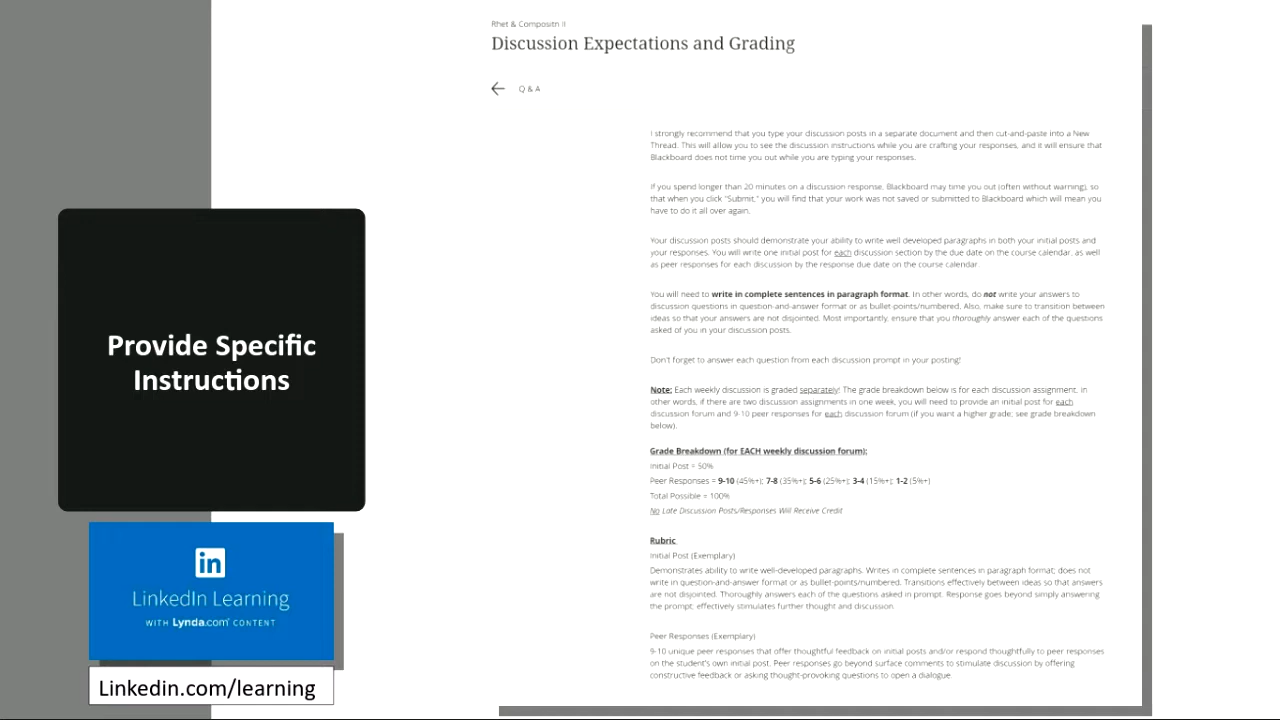 Rhet & Compositn II
Discussion Expectations and Grading
Q & A
I strongly recommend that you type your discussion posts in a separate document and then cut-and-paste into a New
Thread. This will allow you to see the discussion instructions while you are crafting your responses, and it will ensure that
Blackboard does not time you out while you are typing your responses.
If you spend longer than 20 minutes on a discussion response, Blackboard may time you out (often without warning), so
that when you click "Submit," you will find that your work was not saved or submitted to Blackboard which will mean you
have to do it all over again.
Your discussion posts should demonstrate your ability to write well developed paragraphs in both your initial posts and
your responses. You will write one initial post for each discussion section by the due date on the course calendar, as well
as peer responses for each discussion by the response due date on the course calendar.
You will need to write in complete sentences in paragraph format. In other words, do not write your answers to
discussion questions in question-and-answer format or as bullet points/numbered. Also, make sure to transition between
ideas so that your answers are not disjointed. Most importantly, ensure that you thoroughly answer each of the questions
asked of you in your discussion posts.
Don't forget to answer each question from each discussion prompt in your posting!
Note: Each weekly discussion is graded separately! The grade breakdown below is for each discussion assignment, in
other words, if there are two discussion assignments in one week, you will need to provide an initial post for each
discussion forum and 9-10 peer responses for each discussion forum (if you want a higher grade; see grade breakdown
below).
Grade Breakdown (for EACH weekly discussion forum):
Initial Post = 50%
Peer Responses = 9-10 (45%+); 7-8 (35%+); 5-6 (25%+); 3-4 (15%+); 1-2 (5%+)
Total Possible = 100%
No Late Discussion Posts/Responses Will Receive Credit
Rubric
Initial Post (Exemplary)
Demonstrates ability to write well-developed paragraphs. Writes in complete sentences in paragraph format; does not
write in question-and-answer format or as bullet-points/numbered. Transitions effectively between ideas so that answers
are not disjointed. Thoroughly answers each of the questions asked in prompt. Response goes beyond simply answering
the prompt; effectively stimulates further thought and discussion.
Peer Responses (Exemplary)
9-10 unique peer responses that offer thoughtful feedback on initial posts and/or respond thoughtfully to peer responses
on the student's own initial post. Peer responses go beyond surface comments to stimulate discussion by offering
constructive feedback or asking thought-provoking questions to open a dialogue.
Provide Specific
Instructions
in
LinkedIn Learning
WITH Lynda.com CONTENT
Linkedin.com/learning